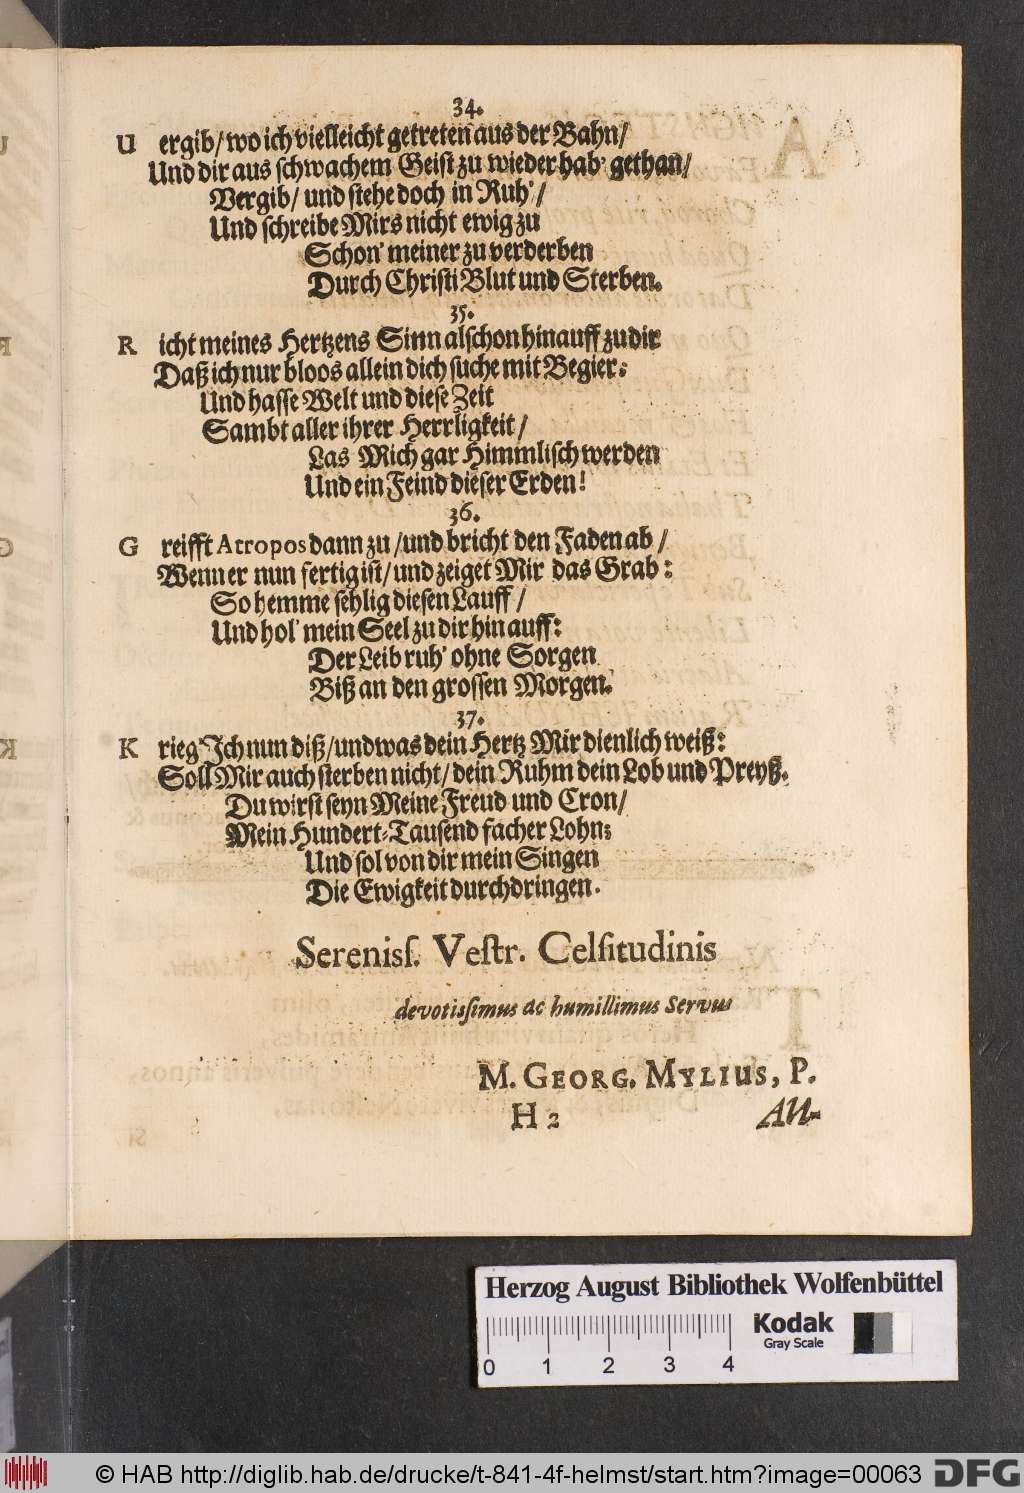 34.
U ergib/ wo ich vielleicht getreten aus der Bahn/
Und dir aus schwachem Geist zu wieder hab' gethan/
Vergib/ und stehe doch in Ruh'/
Und schreibe Mirs nicht ewig zu
Schon' meiner zu verderben
Durch Christi Blut und Sterben.
35.
R icht meines Hertzens Sinn alschon hinauff zu dir
Daß ich nur bloos allein dich suche mit Begier:
Und hasse Welt und diese Zeit
Sambt aller ihrer Herrligkeit/
Las Mich gar Himmlisch werden
Und ein Feind dieser Erden!
36.
G reifft Atropos dann zu/ und bricht den Faden ab/
Wenn er nun fertig ist/ und zeiget Mir das Grab:
So hemme sehlig diesen Lauff/
Und hol' mein Seel zu dir hin auff:
Der Leib ruh' ohne Sorgen
Biß an den grossen Morgen.
37.
K rieg' Ich nun diß/ und was dein Hertz Mir dienlich weiß:
Soll Mir auch sterben nicht/ dein Ruhm dein Lob und Preyß.
Du wirst seyn Meine Freud und Cron/
Mein Hundert-Tausend facher Lohn;
Und sol von dir mein Singen
Die Ewigkeit durchdringen.
Sereniſſ. Veſtr. Celſitudinis
devotisſimus ac humillimus Servus
M. GEORG. MYLIUS, P.
H 2 AU-
Herzog August Bibliothek Wolfenbüttel
Kodak
Gray Scale
0 1 2 3 4
© HAB http://diglib.hab.de/drucke/t-841-4f-helmst/start.htm?image=00063
DFG